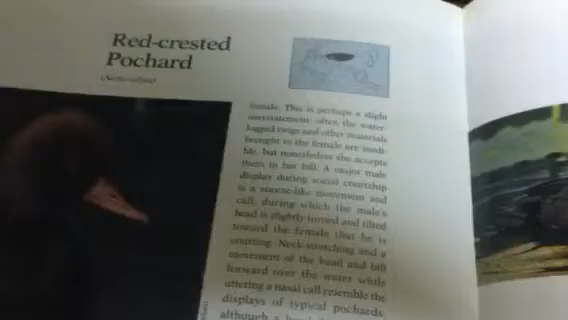 Red-crested
Pochard
(Netta rufina)
female. This is perhaps a slight
overstatement; often the water-
logged twigs and other materials
brought to the female are inedi-
ble, but nonetheless she accepts
them in her bill. A major male
display during social courtship
is a sneeze-like movement and
call, during which the male's
head is slightly turned and tilted
toward the female that he is
courting. Neck-stretching and a
movement of the head and bill
forward over the water while
uttering a nasal call resemble the
displays of typical pochards,
although a